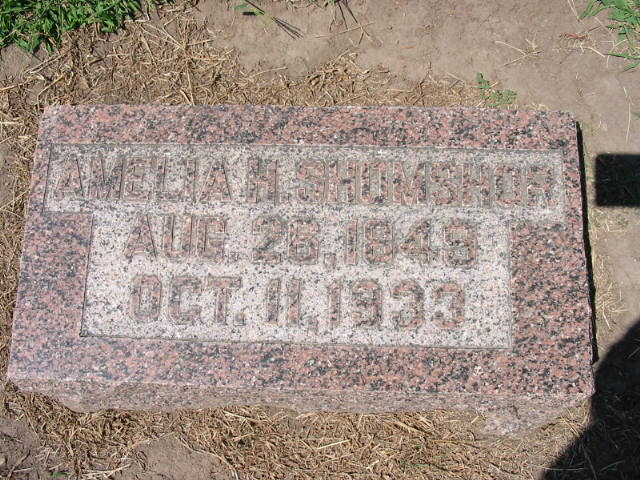 AMELIA H. SHUMSHOR
AUG. 26, 1849
OCT. 11, 1933